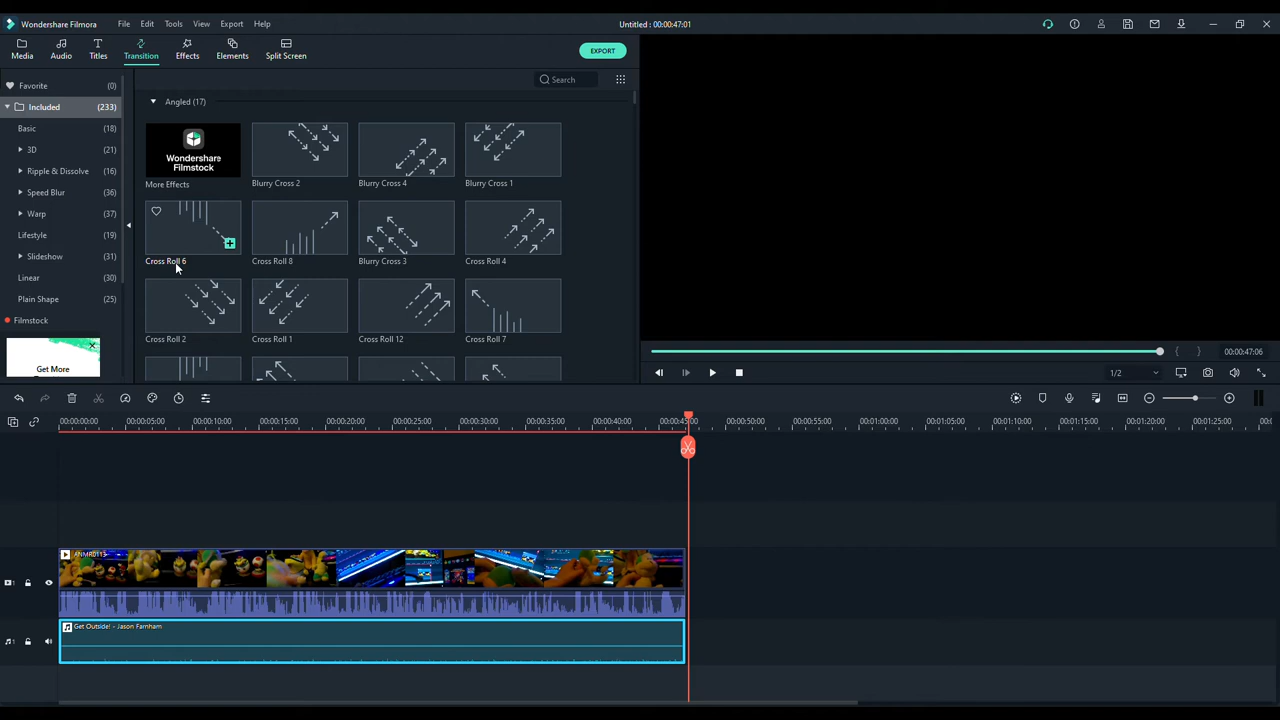 Wondershare Filmora
File Edit Tools View Export Help
Untitled : 00:00:47:01
Media Audio Titles Transition Effects Elements Split Screen
EXPORT
Favorite (0)
Search
Included (233)
Angled (17)
Basic (18)
3D (21)
Ripple & Dissolve (16)
Speed Blur (36)
Warp (37)
Lifestyle (19)
Slideshow (31)
Linear (30)
Plain Shape (25)
Filmstock
Get More
Wondershare
Filmstock
More Effects Blurry Cross 2 Blurry Cross 4 Blurry Cross 1
Cross Roll 6 Cross Roll 8 Blurry Cross 3 Cross Roll 4
Cross Roll 2 Cross Roll 1 Cross Roll 12 Cross Roll 7
00:00:47:06
1/2
00:00:00:00 00:00:05:00 00:00:10:00 00:00:15:00 00:00:20:00 00:00:25:00 00:00:30:00 00:00:35:00 00:00:40:00 00:00:45:00 00:00:50:00 00:00:55:00 00:01:00:00 00:01:05:00 00:01:10:00 00:01:15:00 00:01:20:00 00:01:25:00
ANMR0113
1
Get Outside! - Jason Farnham
1